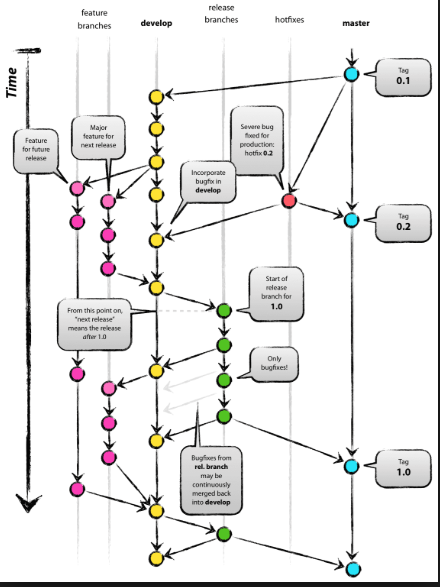 feature
branches
develop
release
branches
hotfixes
master
Time
Tag
0.1
Feature
for future
release
Major
feature for
next release
Severe bug
fixed for
production:
hotfix 0.2
Incorporate
bugfix in
develop
Tag
0.2
Start of
release
branch for
1.0
From this point on,
"next release"
means the release
after 1.0
Only
bugfixes!
Bugfixes from
rel. branch
may be
continuously
merged back
into develop
Tag
1.0